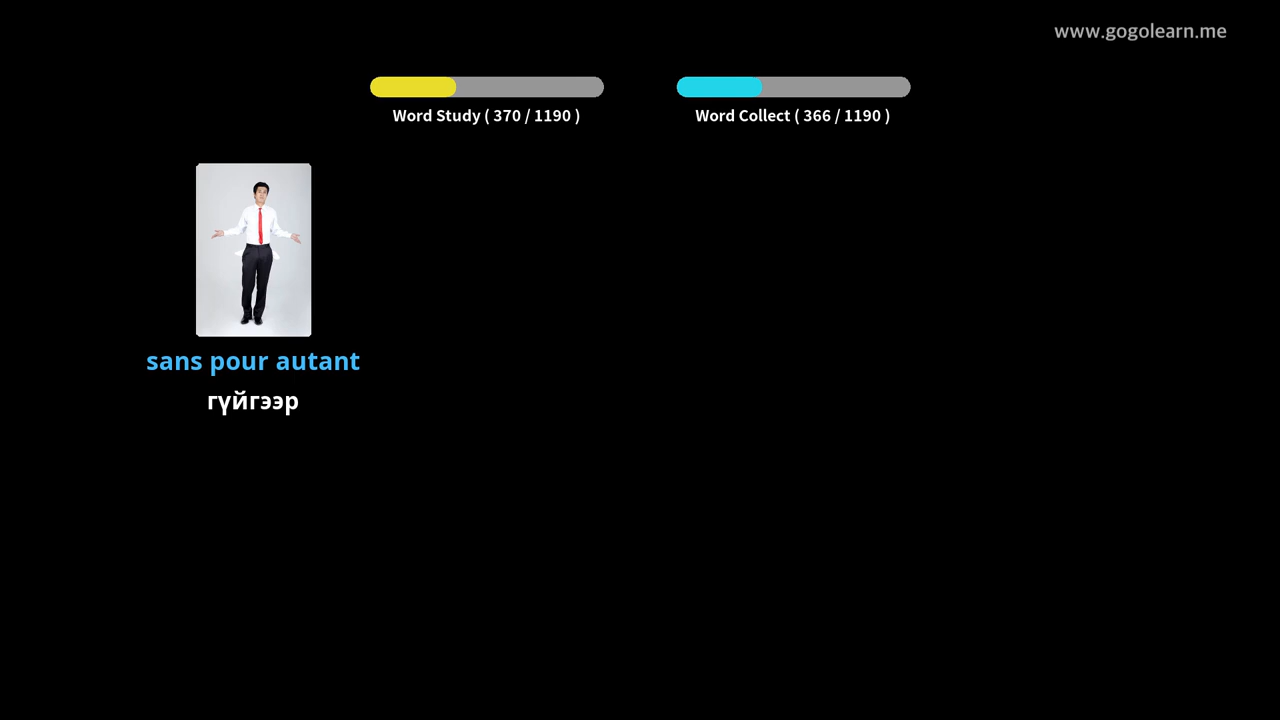 www.gogolearn.me
Word Study ( 370 / 1190 )
Word Collect ( 366 / 1190 )
sans pour autant
гүйгээр